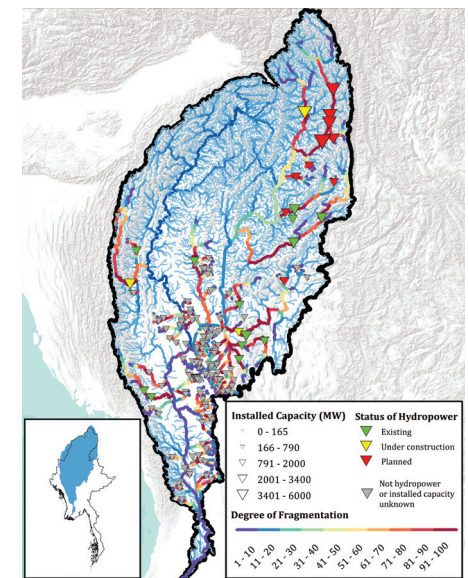 Installed Capacity (MW)
0 - 165
166 - 790
791 - 2000
2001 - 3400
3401 - 6000
Status of Hydropower
Existing
Under construction
Planned
Not hydropower
or installed capacity
unknown
Degree of Fragmentation
1 - 10
11 - 20
21 - 30
31 - 40
41 - 50
51 - 60
61 - 70
71 - 80
81 - 90
91 - 100